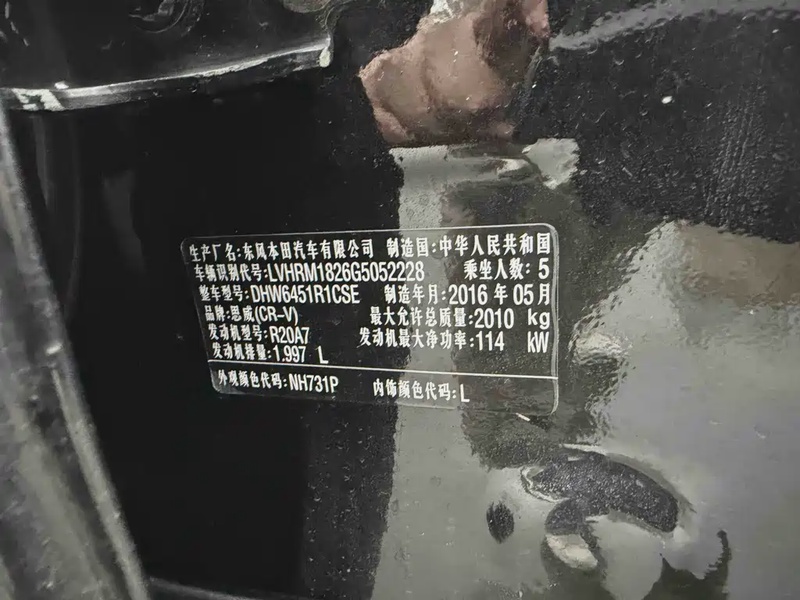 生产厂名:东风本田汽车有限公司 制造国:中华人民共和国
车辆识别代号:LVHRM1826G5052228 乘坐人数:5
整车型号:DHW6451R1CSE 制造年月:2016 年 05 月
品牌:思威(CR-V) 最大允许总质量:2010 kg
发动机型号:R20A7 发动机最大净功率:114 kW
发动机排量:1.997 L
外观颜色代码:NH731P 内饰颜色代码:L